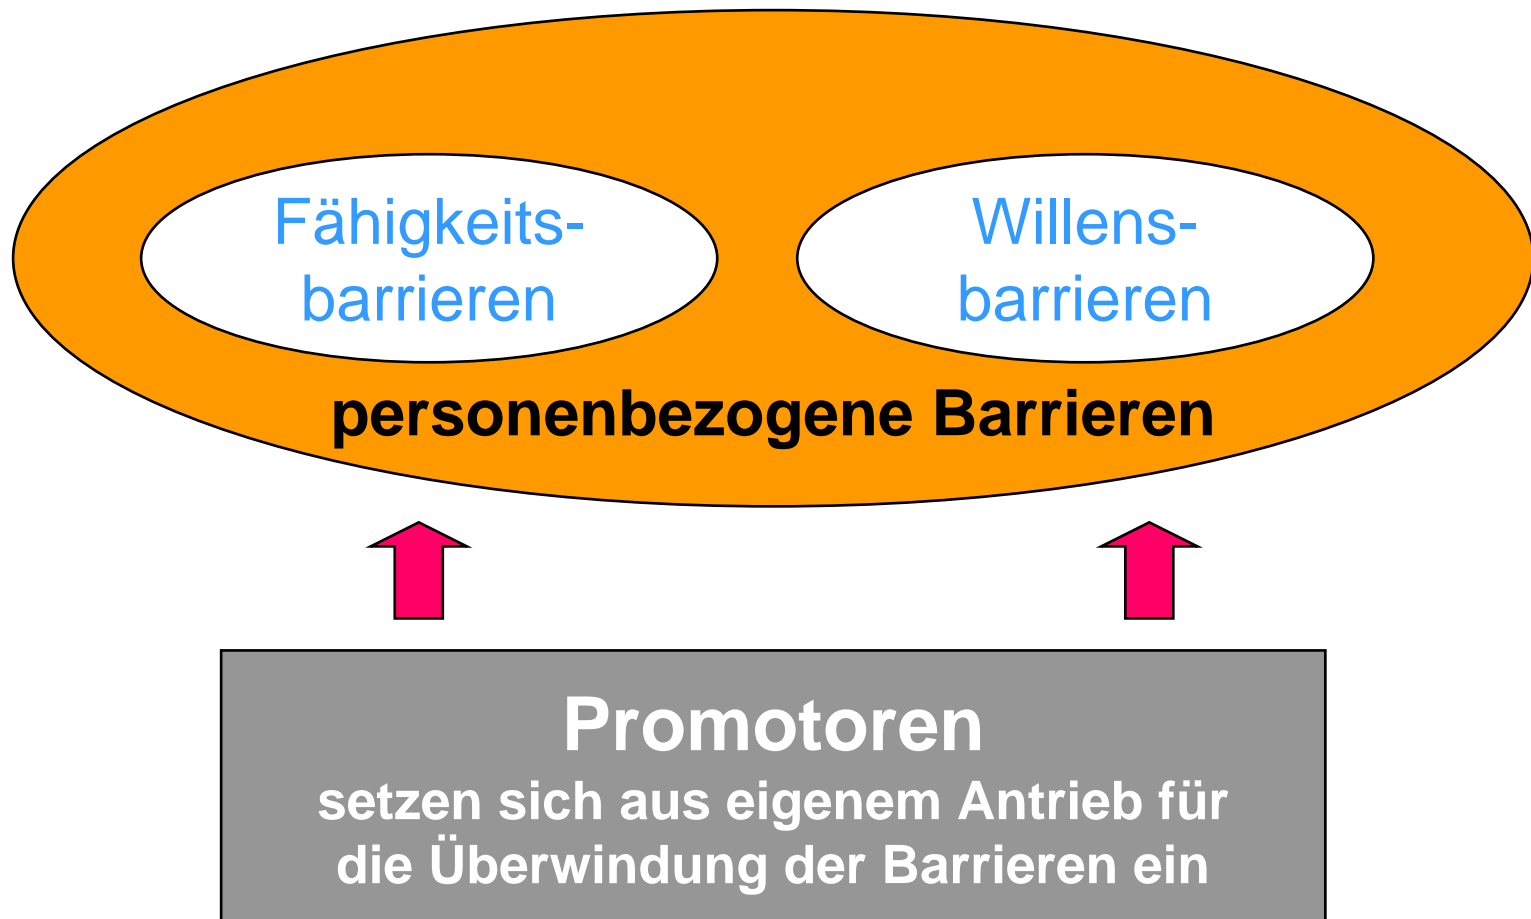 Fähigkeits-
barrieren
Willens-
barrieren
personenbezogene Barrieren
Promotoren
setzen sich aus eigenem Antrieb für
die Überwindung der Barrieren ein